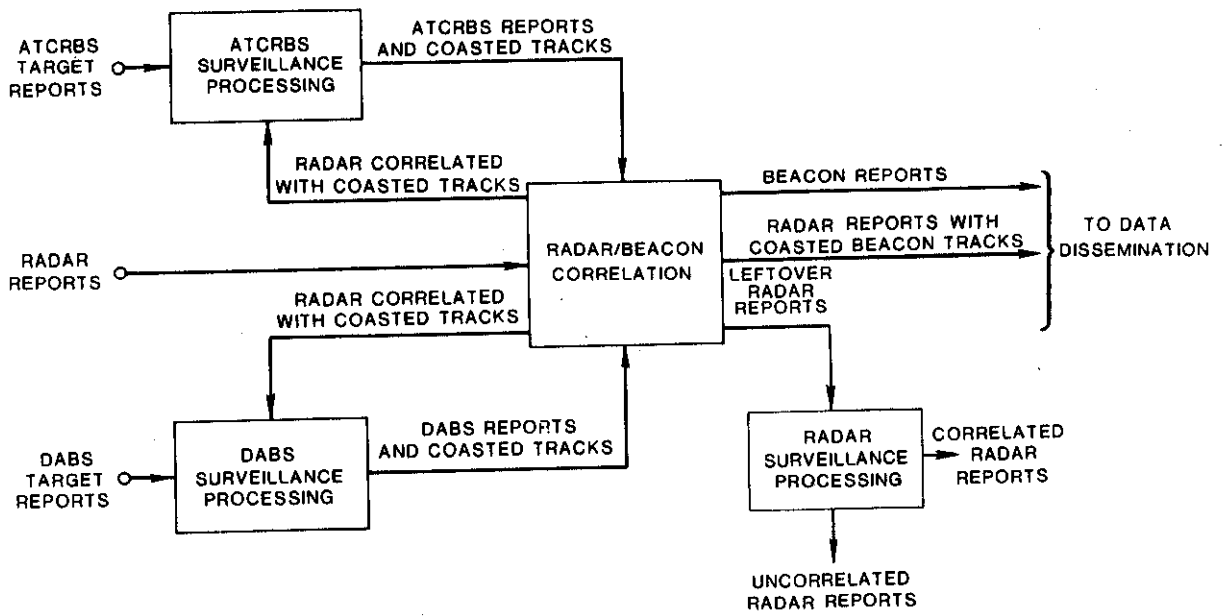 ATCRBS
TARGET
REPORTS
ATCRBS
SURVEILLANCE
PROCESSING
ATCRBS REPORTS
AND COASTED TRACKS
RADAR CORRELATED
WITH COASTED TRACKS
RADAR
REPORTS
RADAR/BEACON
CORRELATION
BEACON REPORTS
RADAR REPORTS WITH
COASTED BEACON TRACKS
LEFTOVER
RADAR
REPORTS
TO DATA
DISSEMINATION
RADAR CORRELATED
WITH COASTED TRACKS
DABS
TARGET
REPORTS
DABS
SURVEILLANCE
PROCESSING
DABS REPORTS
AND COASTED TRACKS
RADAR
SURVEILLANCE
PROCESSING
CORRELATED
RADAR
REPORTS
UNCORRELATED
RADAR REPORTS